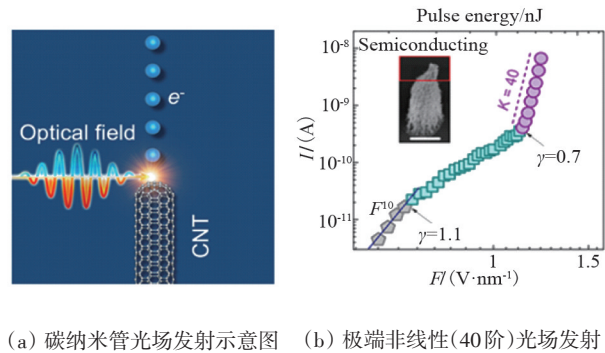 Optical field
e⁻
CNT
Pulse energy/nJ
Semiconducting
10⁻⁸
10⁻⁹
10⁻¹⁰
10⁻¹¹
I/(A)
K = 40
γ=0.7
F¹⁰
γ=1.1
1
1.5
F/(V·nm⁻¹)
(a) 碳纳米管光场发射示意图 (b) 极端非线性(40阶)光场发射